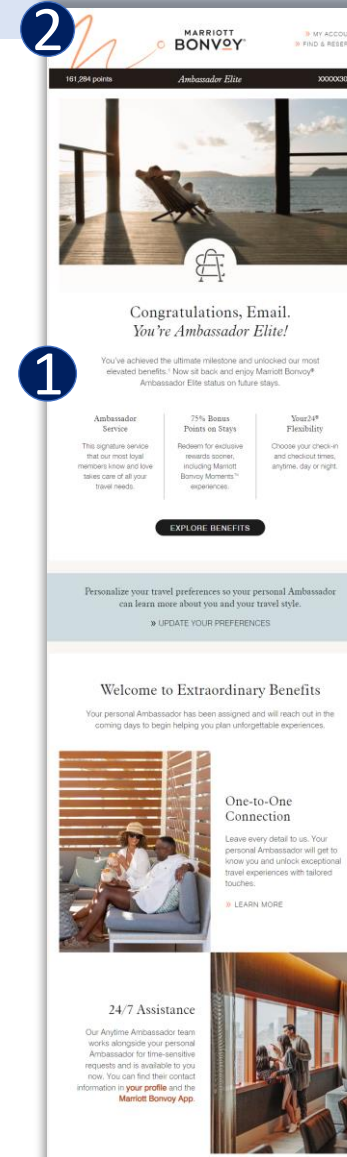 2
MARRIOTT
BONVOY
» MY ACCOU
» FIND & RESER
161,284 points
Ambassador Elite
XXXXX30
Congratulations, Email.
You're Ambassador Elite!
1
You've achieved the ultimate milestone and unlocked our most
elevated benefits.¹ Now sit back and enjoy Marriott Bonvoy®
Ambassador Elite status on future stays.
Ambassador
Service
This signature service
that our most loyal
members know and love
takes care of all your
travel needs.
75% Bonus
Points on Stays
Redeem for exclusive
rewards sooner,
including Marriott
Bonvoy Moments™
experiences.
Your24®
Flexibility
Choose your check-in
and checkout times,
anytime, day or night.
EXPLORE BENEFITS
Personalize your travel preferences so your personal Ambassador
can learn more about you and your travel style.
» UPDATE YOUR PREFERENCES
Welcome to Extraordinary Benefits
Your personal Ambassador has been assigned and will reach out in the
coming days to begin helping you plan unforgettable experiences.
One-to-One
Connection
Leave every detail to us. Your
personal Ambassador will get to
know you and unlock exceptional
travel experiences with tailored
touches.
» LEARN MORE
24/7 Assistance
Our Anytime Ambassador team
works alongside your personal
Ambassador for time-sensitive
requests and is available to you
now. You can find their contact
information in your profile and the
Marriott Bonvoy App.